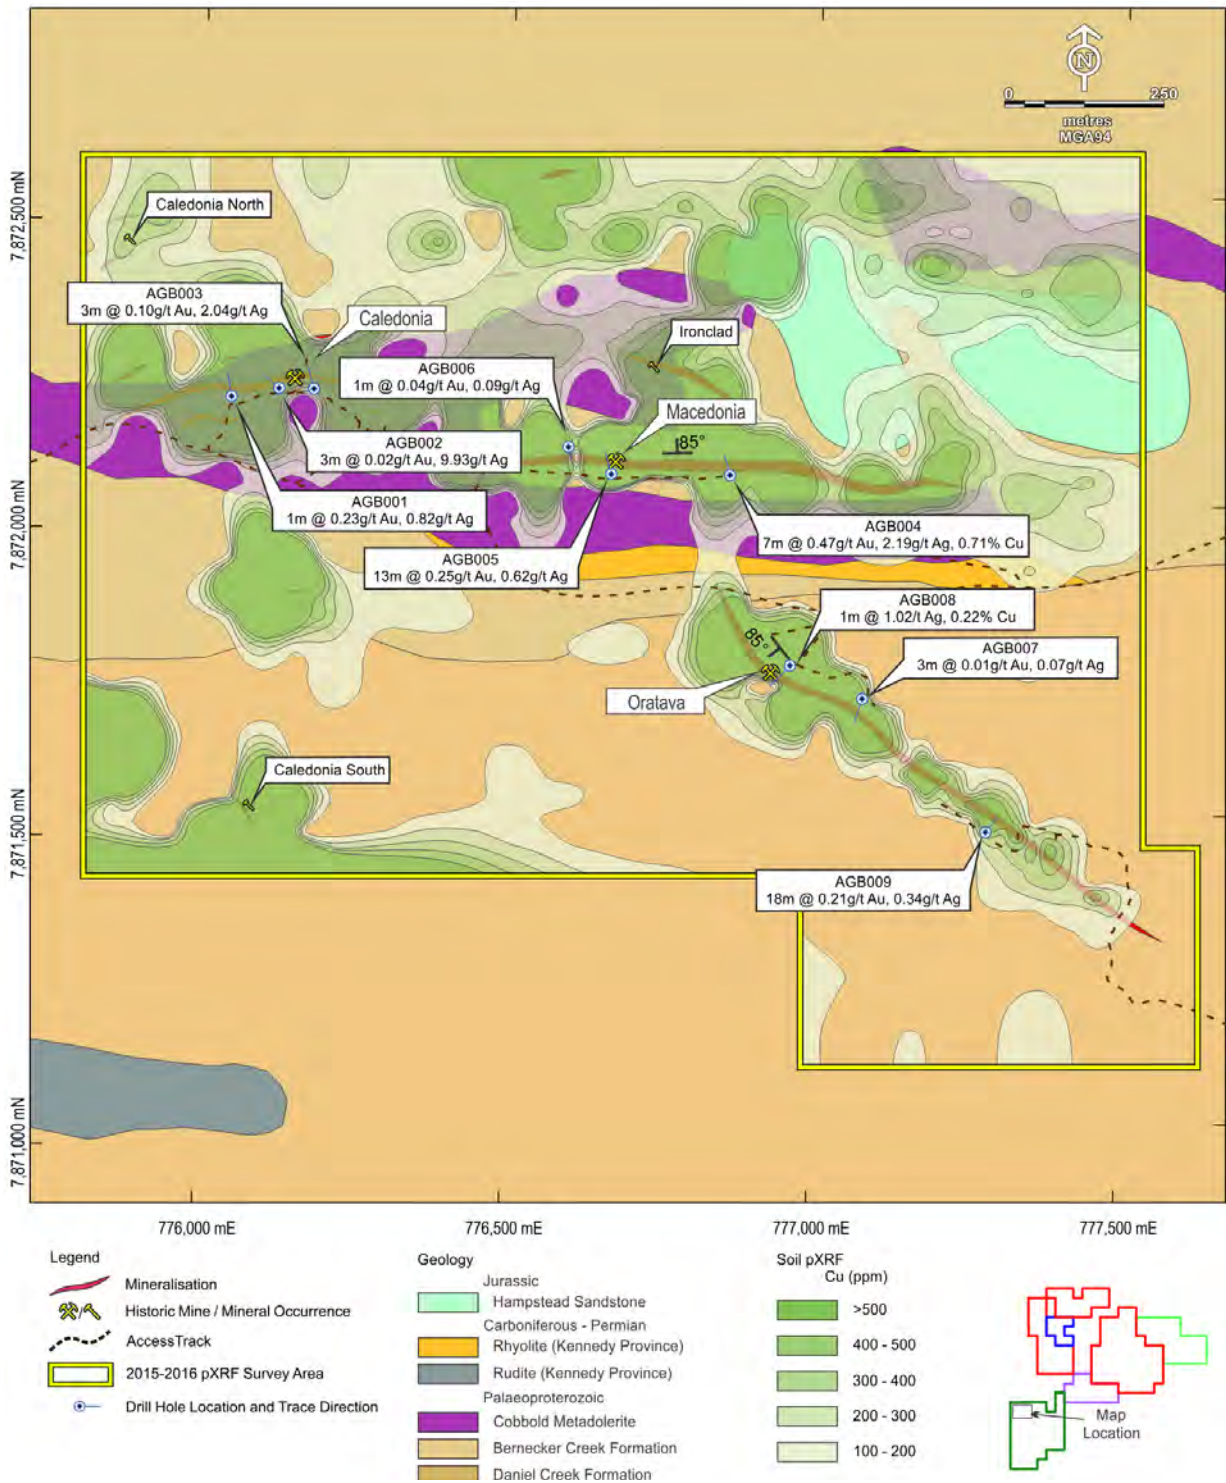 N
0 250
metres
MGA94
7,872,500 mN
7,872,000 mN
7,871,500 mN
7,871,000 mN
Caledonia North
AGB003
3m @ 0.10g/t Au, 2.04g/t Ag
Caledonia
AGB006
1m @ 0.04g/t Au, 0.09g/t Ag
Ironclad
Macedonia
85°
AGB002
3m @ 0.02g/t Au, 9.93g/t Ag
AGB001
1m @ 0.23g/t Au, 0.82g/t Ag
AGB005
13m @ 0.25g/t Au, 0.62g/t Ag
AGB004
7m @ 0.47g/t Au, 2.19g/t Ag, 0.71% Cu
AGB008
1m @ 1.02/t Ag, 0.22% Cu
85°
AGB007
3m @ 0.01g/t Au, 0.07g/t Ag
Oratava
Caledonia South
AGB009
18m @ 0.21g/t Au, 0.34g/t Ag
776,000 mE
776,500 mE
777,000 mE
777,500 mE
Legend
Mineralisation
Historic Mine / Mineral Occurrence
AccessTrack
2015-2016 pXRF Survey Area
Drill Hole Location and Trace Direction
Geology
Jurassic
Hampstead Sandstone
Carboniferous - Permian
Rhyolite (Kennedy Province)
Rudite (Kennedy Province)
Palaeoproterozoic
Cobbold Metadolerite
Bernecker Creek Formation
Daniel Creek Formation
Soil pXRF
Cu (ppm)
>500
400 - 500
300 - 400
200 - 300
100 - 200
Map
Location